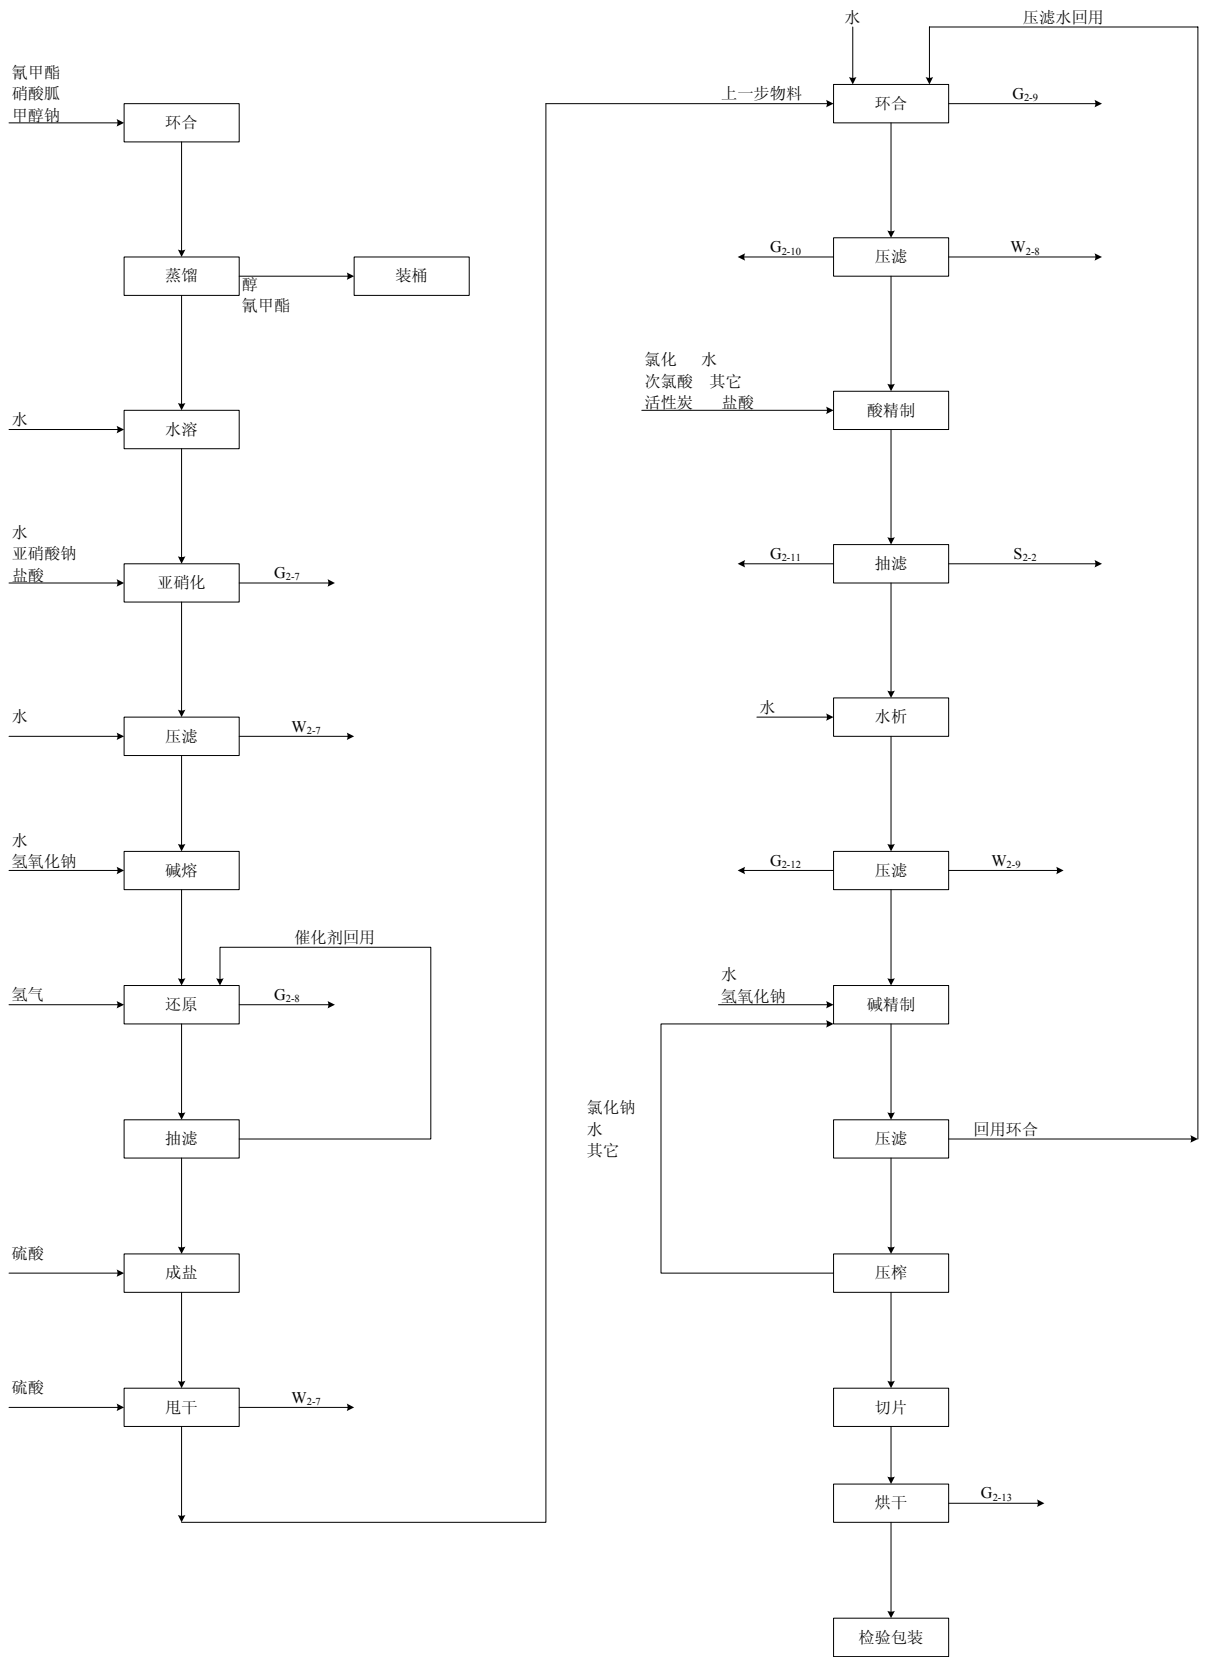 氰甲酯
硝酸胍
甲醇钠
环合
蒸馏
醇
氰甲酯
装桶
水
水溶
水
亚硝酸钠
盐酸
亚硝化
G2-7
水
压滤
W2-7
水
氢氧化钠
碱熔
催化剂回用
氢气
还原
G2-8
抽滤
硫酸
成盐
硫酸
甩干
W2-7
水
压滤水回用
上一步物料
环合
G2-9
G2-10
压滤
W2-8
氯化 水
次氯酸 其它
活性炭 盐酸
酸精制
G2-11
抽滤
S2-2
水
水析
G2-12
压滤
W2-9
水
氢氧化钠
碱精制
氯化钠
水
其它
压滤
回用环合
压榨
切片
烘干
G2-13
检验包装